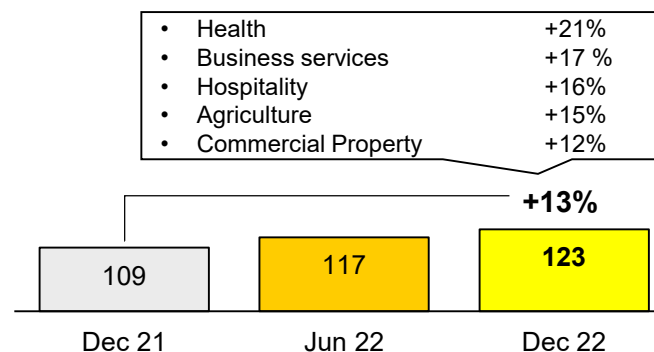 • Health +21%
• Business services +17 %
• Hospitality +16%
• Agriculture +15%
• Commercial Property +12%
+13%
109 117 123
Dec 21 Jun 22 Dec 22